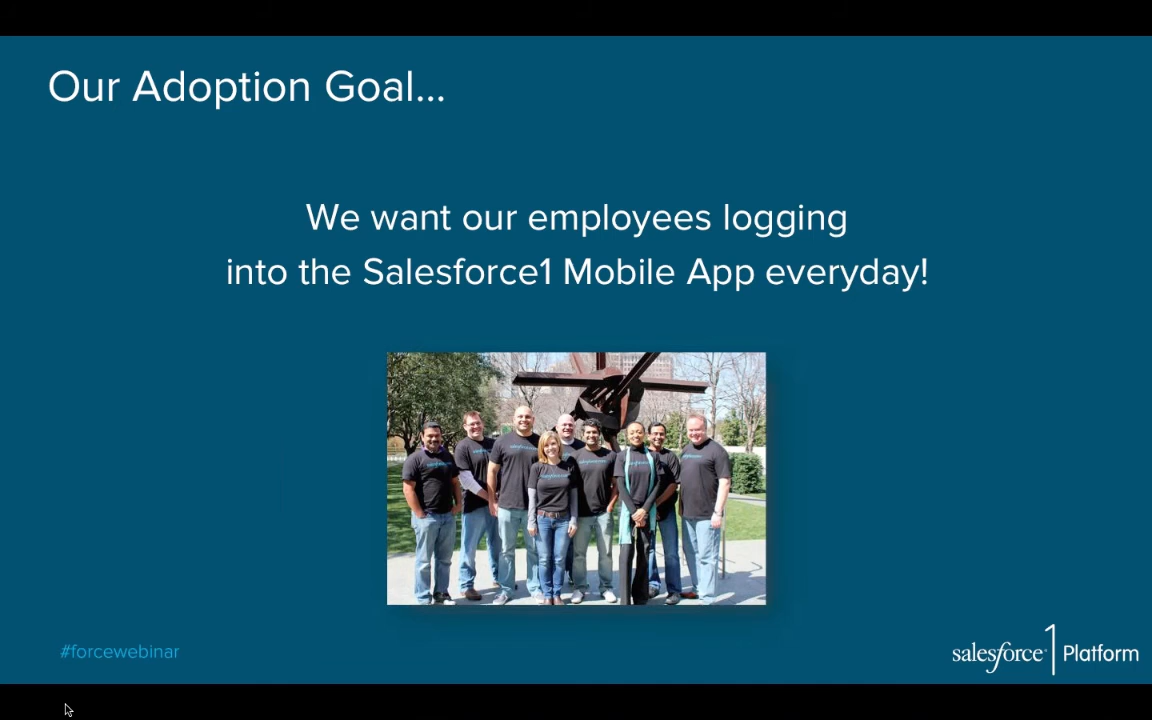 Our Adoption Goal...
We want our employees logging
into the Salesforce1 Mobile App everyday!
#forcewebinar
salesforce1 Platform